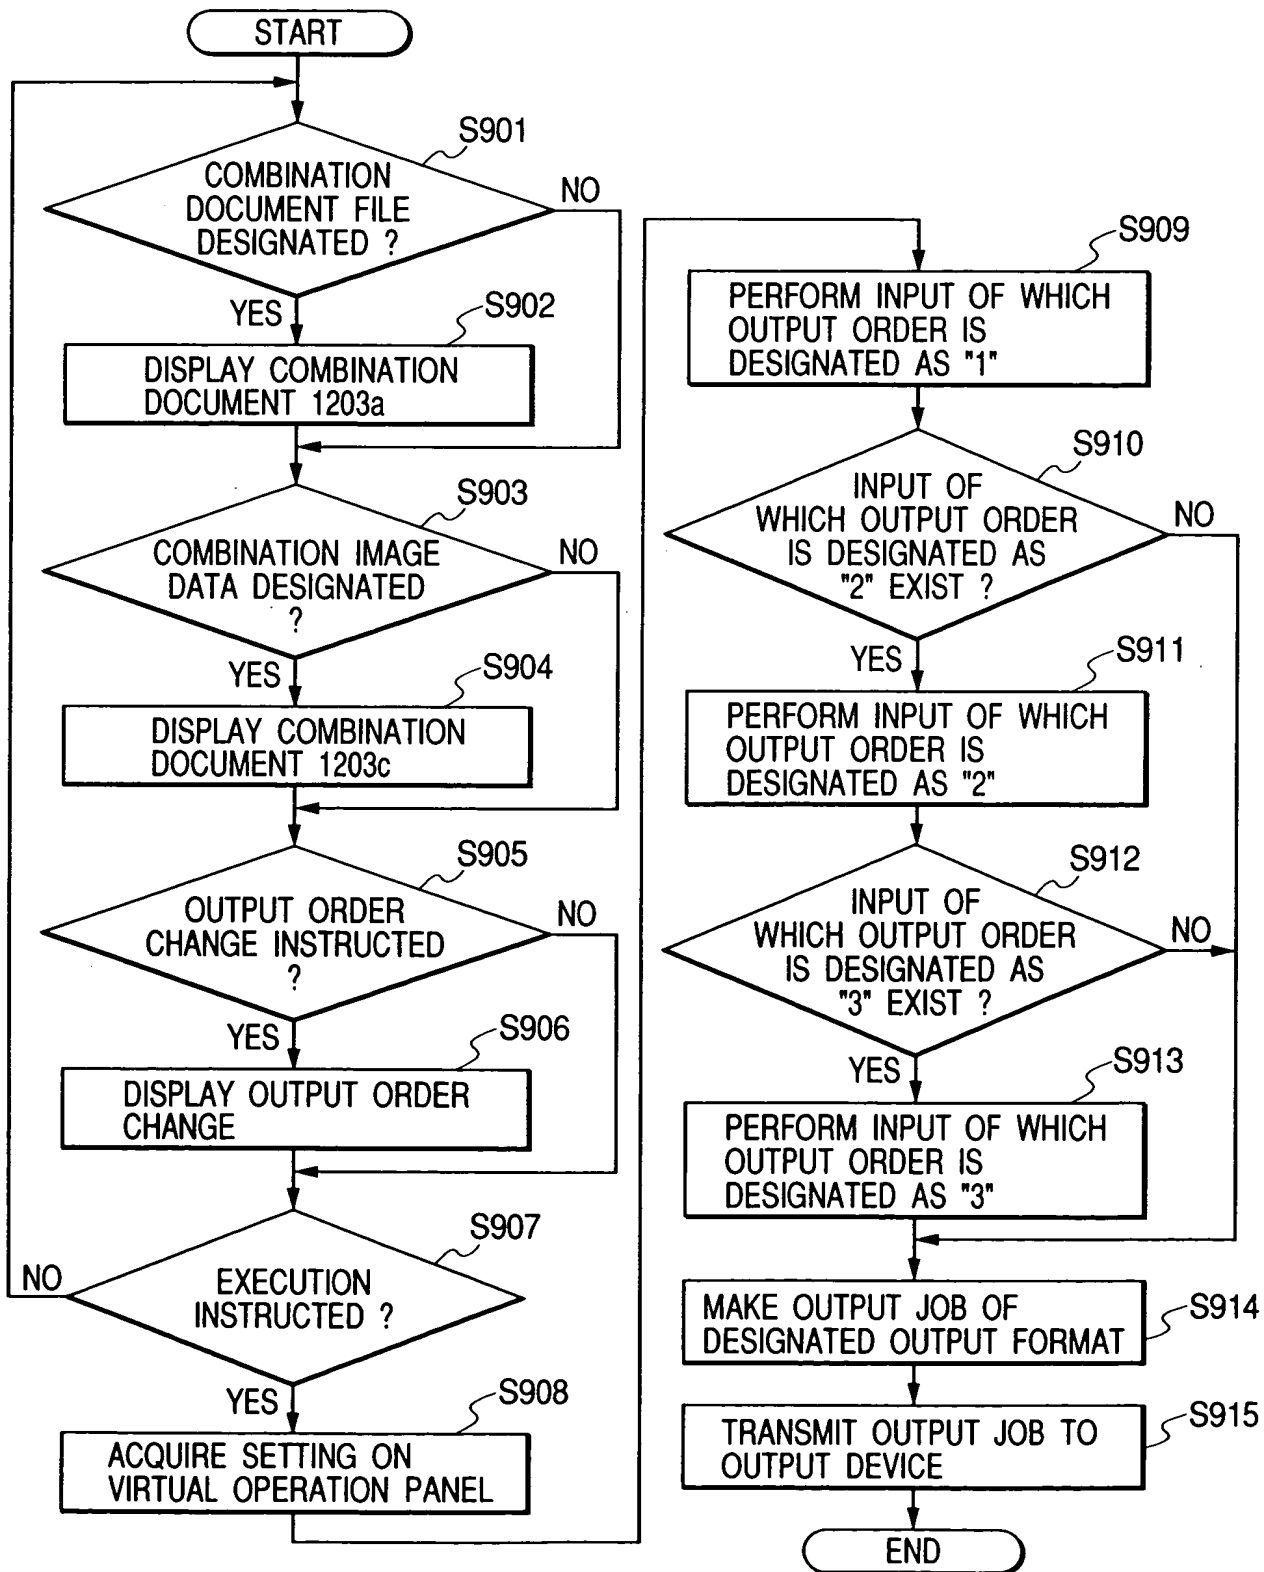 START
S901
COMBINATION
DOCUMENT FILE
DESIGNATED ?
NO
YES
S902
DISPLAY COMBINATION
DOCUMENT 1203a
S903
COMBINATION IMAGE
DATA DESIGNATED
?
NO
YES
S904
DISPLAY COMBINATION
DOCUMENT 1203c
S905
OUTPUT ORDER
CHANGE INSTRUCTED
?
NO
YES
S906
DISPLAY OUTPUT ORDER
CHANGE
S907
EXECUTION
INSTRUCTED ?
NO
YES
S908
ACQUIRE SETTING ON
VIRTUAL OPERATION PANEL
S909
PERFORM INPUT OF WHICH
OUTPUT ORDER IS
DESIGNATED AS "1"
S910
INPUT OF
WHICH OUTPUT ORDER
IS DESIGNATED AS
"2" EXIST ?
NO
YES
S911
PERFORM INPUT OF WHICH
OUTPUT ORDER IS
DESIGNATED AS "2"
S912
INPUT OF
WHICH OUTPUT ORDER
IS DESIGNATED AS
"3" EXIST ?
NO
YES
S913
PERFORM INPUT OF WHICH
OUTPUT ORDER IS
DESIGNATED AS "3"
MAKE OUTPUT JOB OF
DESIGNATED OUTPUT FORMAT
S914
TRANSMIT OUTPUT JOB TO
OUTPUT DEVICE
S915
END